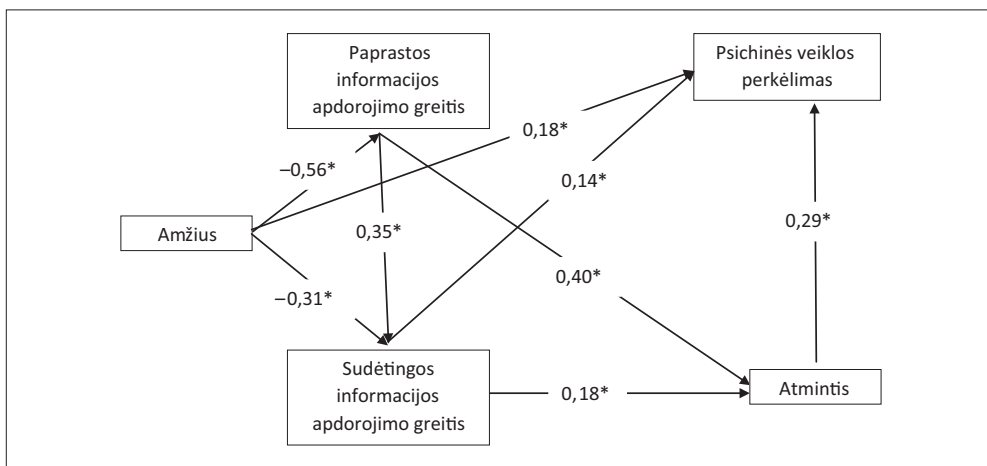 Paprastos
informacijos
apdorojimo greitis
Psichinės veiklos
perkėlimas
0,18*
−0,56*
0,14*
Amžius
0,35*
0,29*
0,40*
−0,31*
Sudėtingos
informacijos
apdorojimo greitis
0,18*
Atmintis